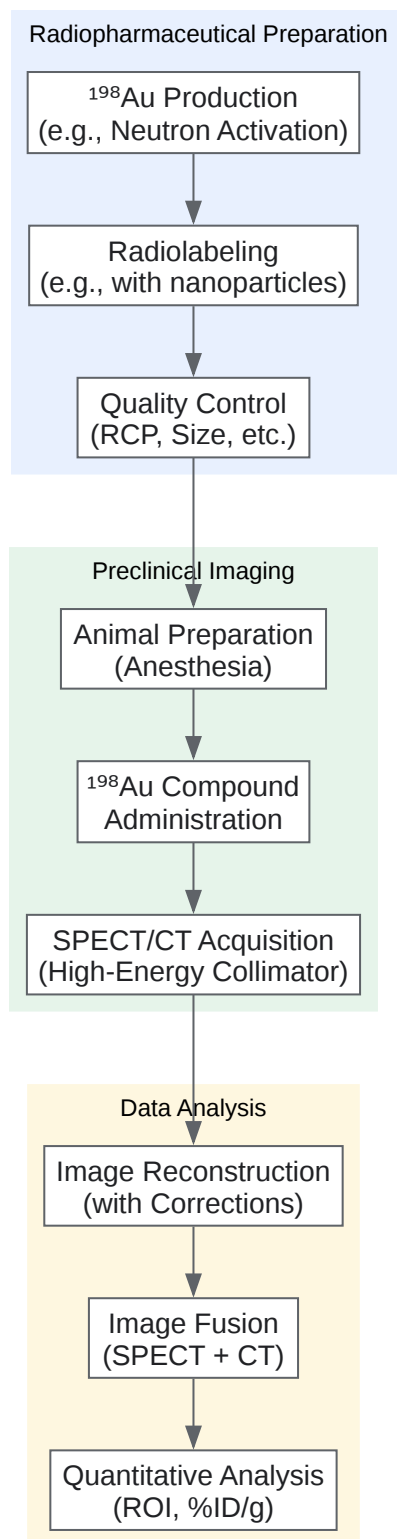 Radiopharmaceutical Preparation
¹⁹⁸Au Production
(e.g., Neutron Activation)
Radiolabeling
(e.g., with nanoparticles)
Quality Control
(RCP, Size, etc.)
Preclinical Imaging
Animal Preparation
(Anesthesia)
¹⁹⁸Au Compound
Administration
SPECT/CT Acquisition
(High-Energy Collimator)
Data Analysis
Image Reconstruction
(with Corrections)
Image Fusion
(SPECT + CT)
Quantitative Analysis
(ROI, %ID/g)